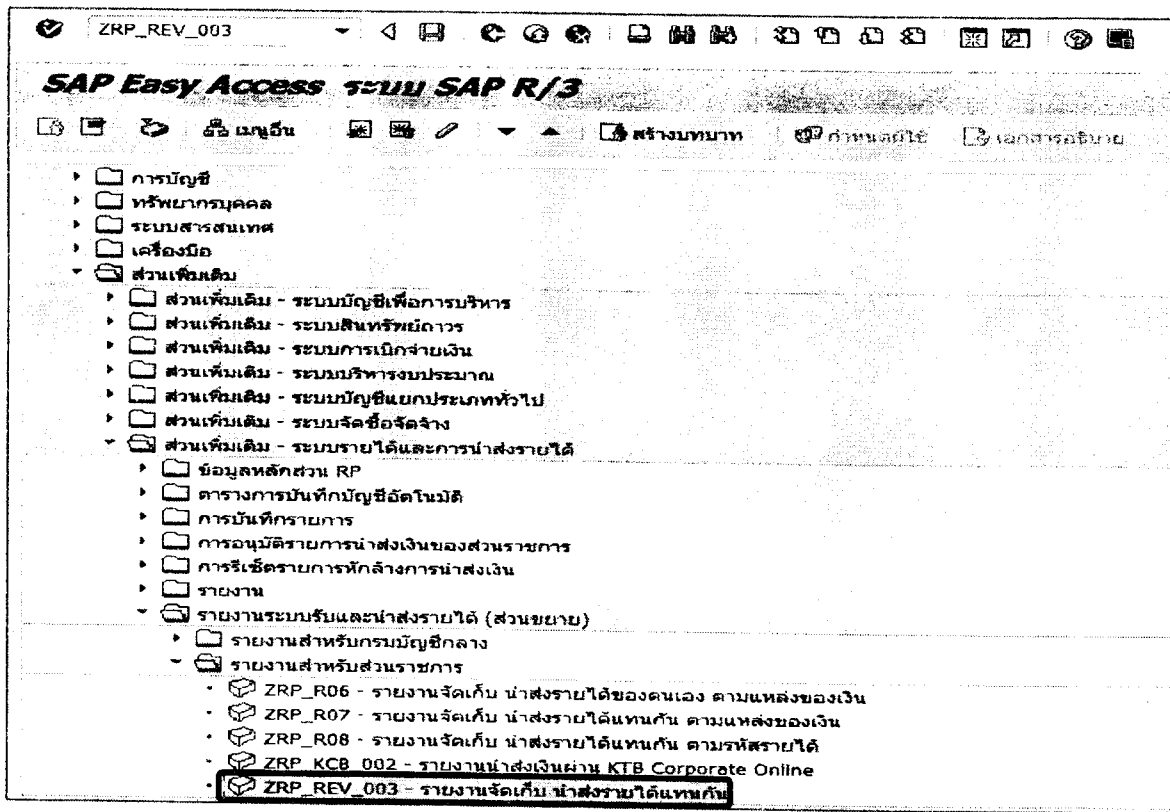 ZRP_REV_003
SAP Easy Access ระบบ SAP R/3
เมนูอื่น สร้างบทบาท กำหนดผู้ใช้ เอกสารอธิบาย
การบัญชี
ทรัพยากรบุคคล
ระบบสารสนเทศ
เครื่องมือ
ส่วนเพิ่มเติม
ส่วนเพิ่มเติม - ระบบบัญชีเพื่อการบริหาร
ส่วนเพิ่มเติม - ระบบสินทรัพย์ถาวร
ส่วนเพิ่มเติม - ระบบการเบิกจ่ายเงิน
ส่วนเพิ่มเติม - ระบบบริหารงบประมาณ
ส่วนเพิ่มเติม - ระบบบัญชีแยกประเภททั่วไป
ส่วนเพิ่มเติม - ระบบจัดซื้อจัดจ้าง
ส่วนเพิ่มเติม - ระบบรายได้และการนำส่งรายได้
ข้อมูลหลักส่วน RP
ตารางการบันทึกบัญชีอัตโนมัติ
การบันทึกรายการ
การอนุมัติรายการนำส่งเงินของส่วนราชการ
การรีเซ็ตรายการหักล้างการนำส่งเงิน
รายงาน
รายงานระบบรับและนำส่งรายได้ (ส่วนขยาย)
รายงานสำหรับกรมบัญชีกลาง
รายงานสำหรับส่วนราชการ
ZRP_R06 - รายงานจัดเก็บ นำส่งรายได้ของตนเอง ตามแหล่งของเงิน
ZRP_R07 - รายงานจัดเก็บ นำส่งรายได้แทนกัน ตามแหล่งของเงิน
ZRP_R08 - รายงานจัดเก็บ นำส่งรายได้แทนกัน ตามรหัสรายได้
ZRP_KCB_002 - รายงานนำส่งเงินผ่าน KTB Corporate Online
ZRP_REV_003 - รายงานจัดเก็บ นำส่งรายได้แทนกัน